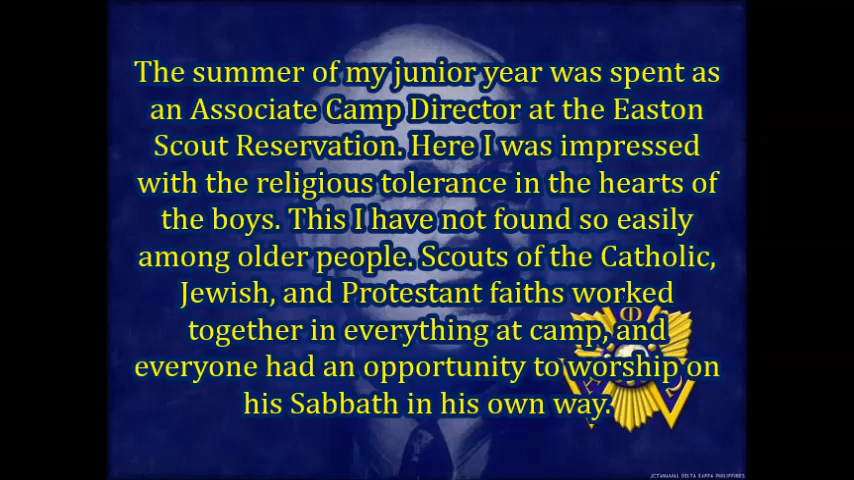 The summer of my junior year was spent as
an Associate Camp Director at the Easton
Scout Reservation. Here I was impressed
with the religious tolerance in the hearts of
the boys. This I have not found so easily
among older people. Scouts of the Catholic,
Jewish, and Protestant faiths worked
together in everything at camp, and
everyone had an opportunity to worship on
his Sabbath in his own way.
Φ
DELTA KAPPA PHILIPPINES